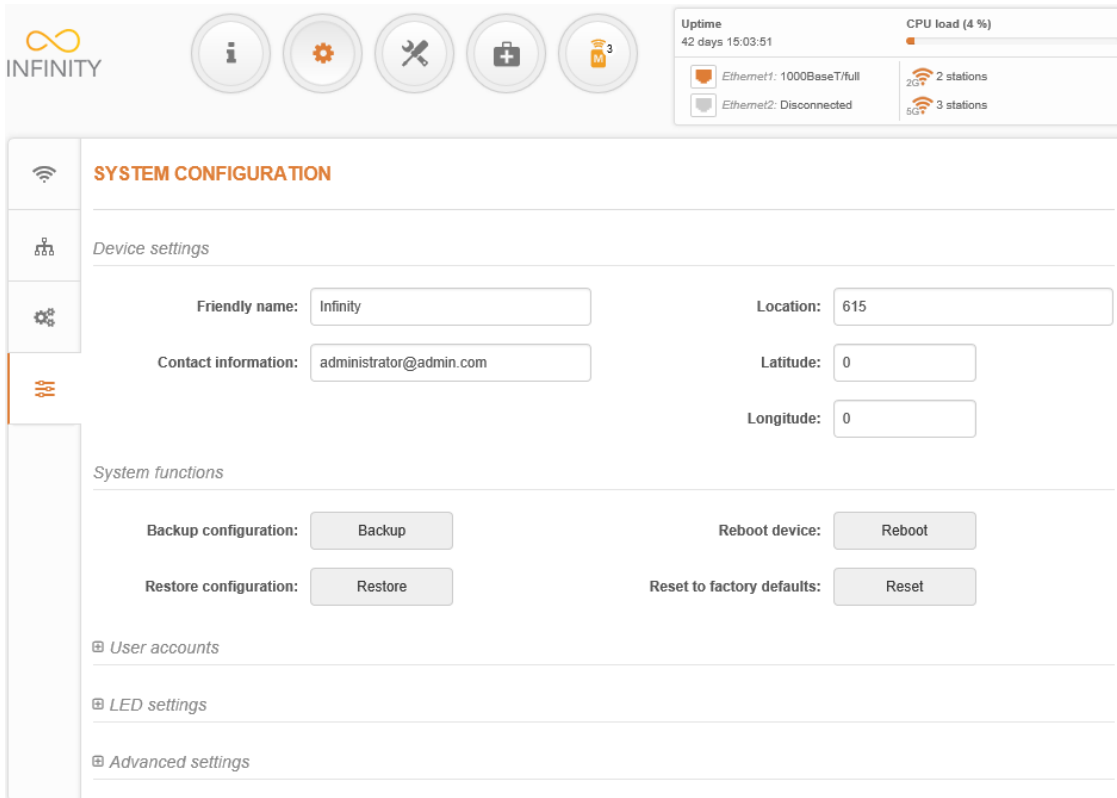 INFINITY
i
M
3
Uptime
42 days 15:03:51
CPU load (4 %)
Ethernet1: 1000BaseT/full
2G 2 stations
Ethernet2: Disconnected
5G 3 stations
SYSTEM CONFIGURATION
Device settings
Friendly name: Infinity
Location: 615
Contact information: administrator@admin.com
Latitude: 0
Longitude: 0
System functions
Backup configuration: Backup
Reboot device: Reboot
Restore configuration: Restore
Reset to factory defaults: Reset
User accounts
LED settings
Advanced settings